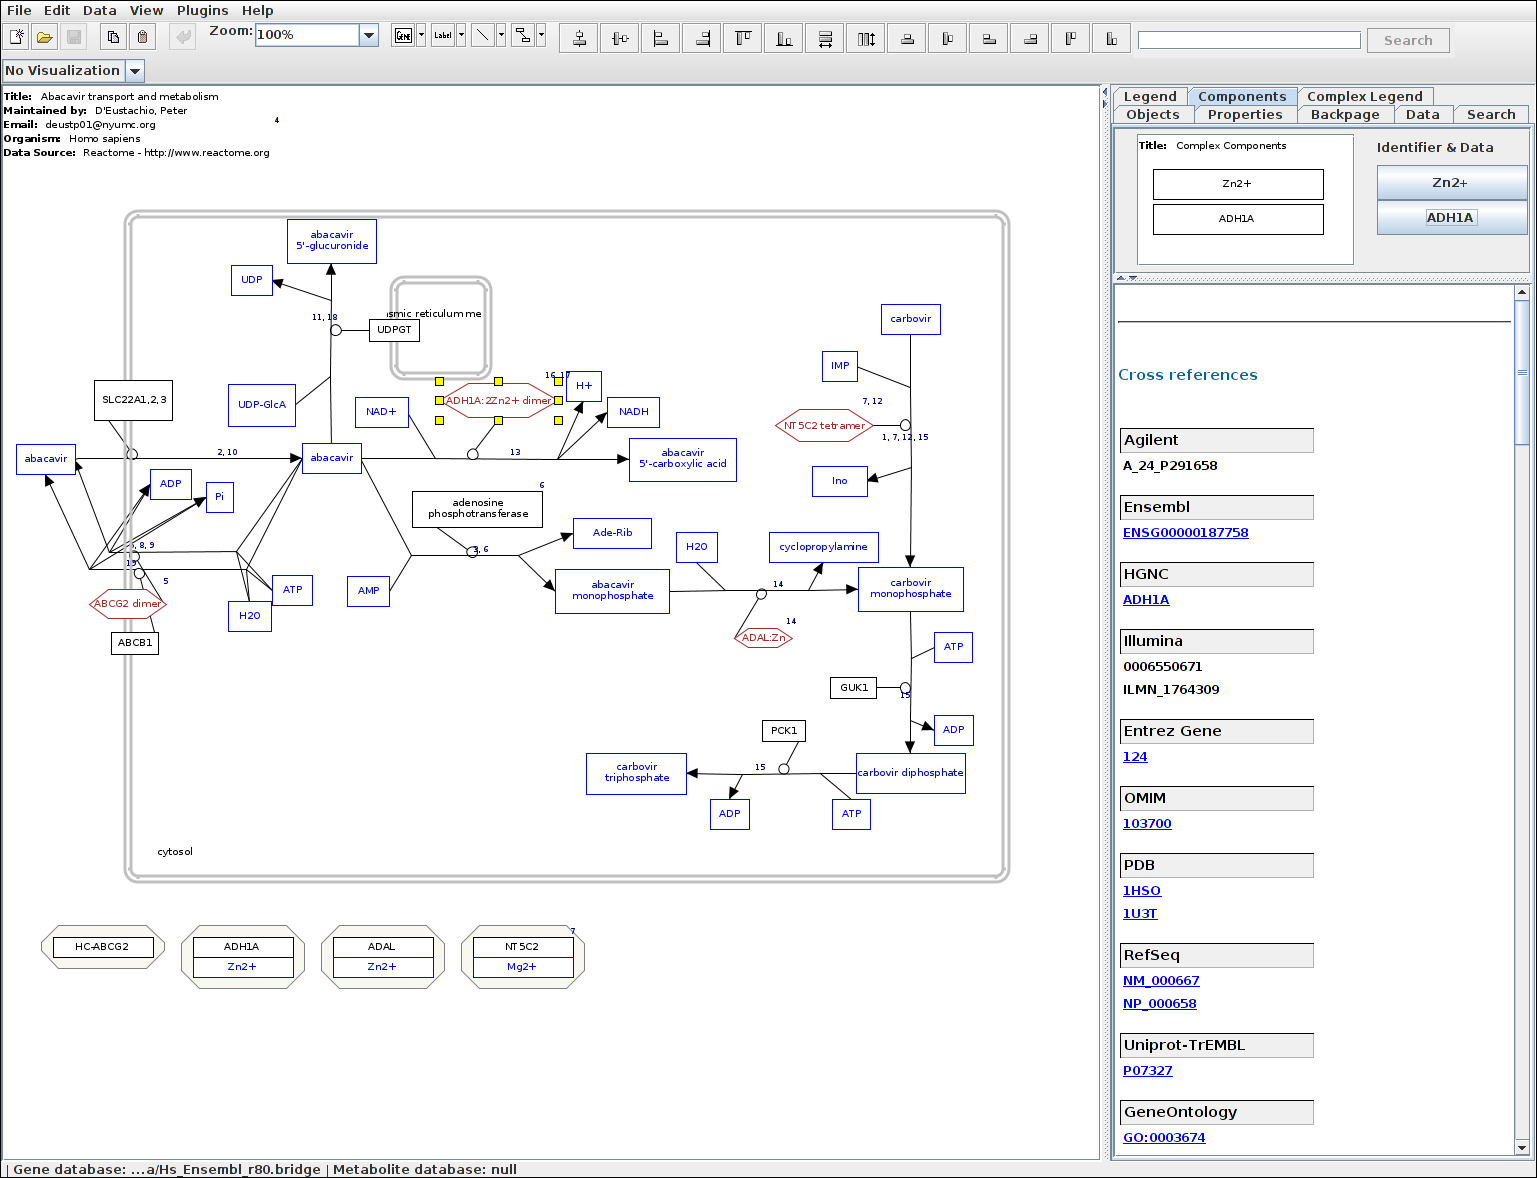 File Edit Data View Plugins Help
Zoom: 100% Gene Label Search
No Visualization
Title: Abacavir transport and metabolism
Maintained by: D'Eustachio, Peter
Email: deustp01@nyumc.org
Organism: Homo sapiens
Data Source: Reactome - http://www.reactome.org
4
abacavir
5'-glucuronide
UDP
11, 18
smic reticulum me
UDPGT
UDP-GlcA
SLC22A1,2,3
NAD+
ADH1A:2Zn2+ dimer
16, 17
H+
NADH
abacavir
2, 10
abacavir
13
abacavir
5'-carboxylic acid
ADP
Pi
adenosine
phosphotransferase
6
8, 9
19
5
3, 6
Ade-Rib
ABCG2 dimer
ABCB1
H2O
ATP
AMP
abacavir
monophosphate
H2O
cyclopropylamine
14
14
ADAL:Zn
carbovir
IMP
7, 12
NT5C2 tetramer
1, 7, 12, 15
Ino
carbovir
monophosphate
ATP
GUK1
15
ADP
PCK1
carbovir
triphosphate
15
carbovir diphosphate
ADP
ATP
cytosol
HC-ABCG2
ADH1A
Zn2+
ADAL
Zn2+
7
NT5C2
Mg2+
Legend Components Complex Legend
Objects Properties Backpage Data Search
Title: Complex Components
Zn2+
ADH1A
Identifier & Data
Zn2+
ADH1A
Cross references
Agilent
A_24_P291658
Ensembl
ENSG00000187758
HGNC
ADH1A
Illumina
0006550671
ILMN_1764309
Entrez Gene
124
OMIM
103700
PDB
1HSO
1U3T
RefSeq
NM_000667
NP_000658
Uniprot-TrEMBL
P07327
GeneOntology
GO:0003674
| Gene database: ...a/Hs_Ensembl_r80.bridge | Metabolite database: null